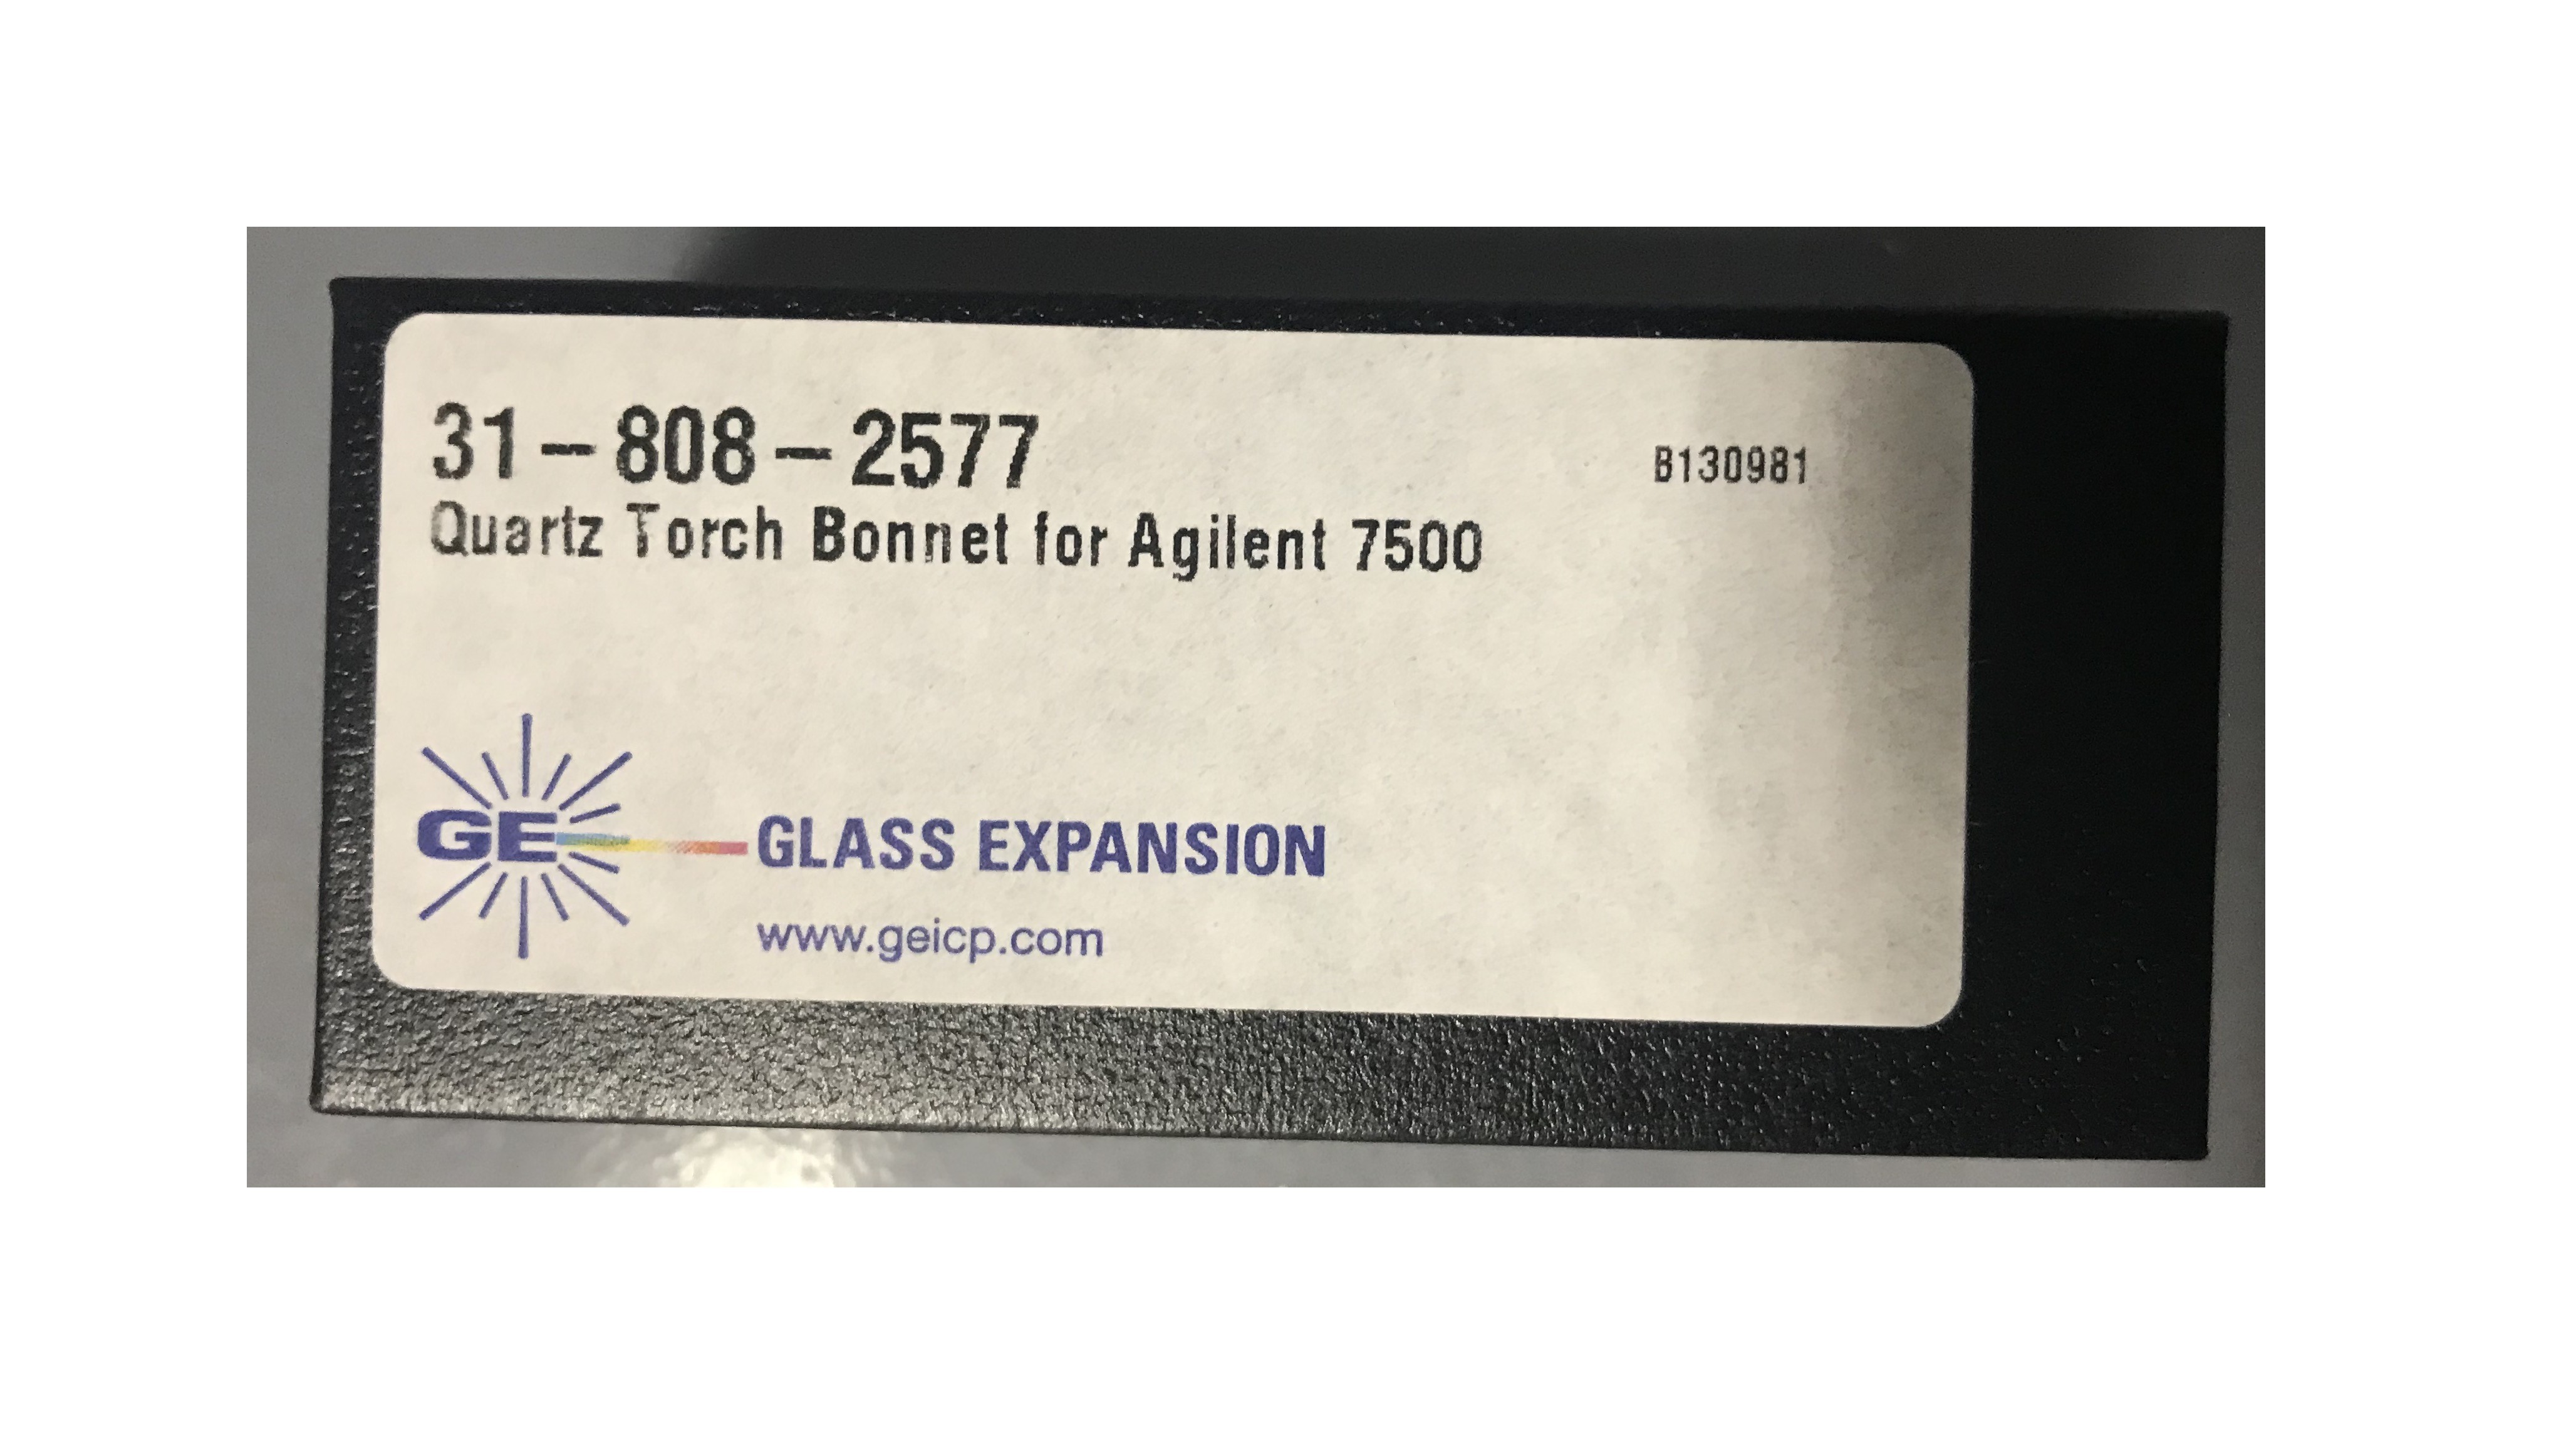 31-808-2577
B130981
Quartz Torch Bonnet for Agilent 7500
GE GLASS EXPANSION
www.geicp.com